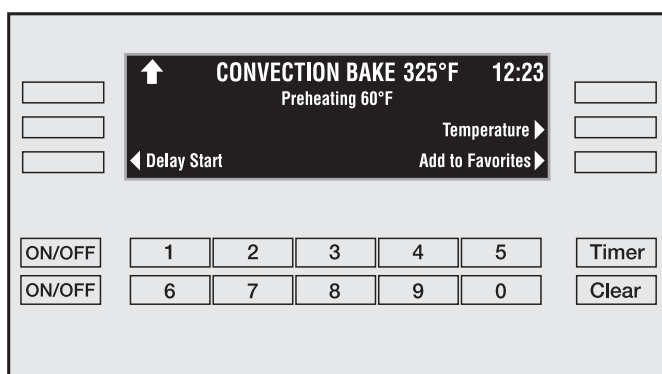 CONVECTION BAKE 325°F 12:23
Preheating 60°F
Temperature
Delay Start Add to Favorites
ON/OFF 1 2 3 4 5 Timer
ON/OFF 6 7 8 9 0 Clear